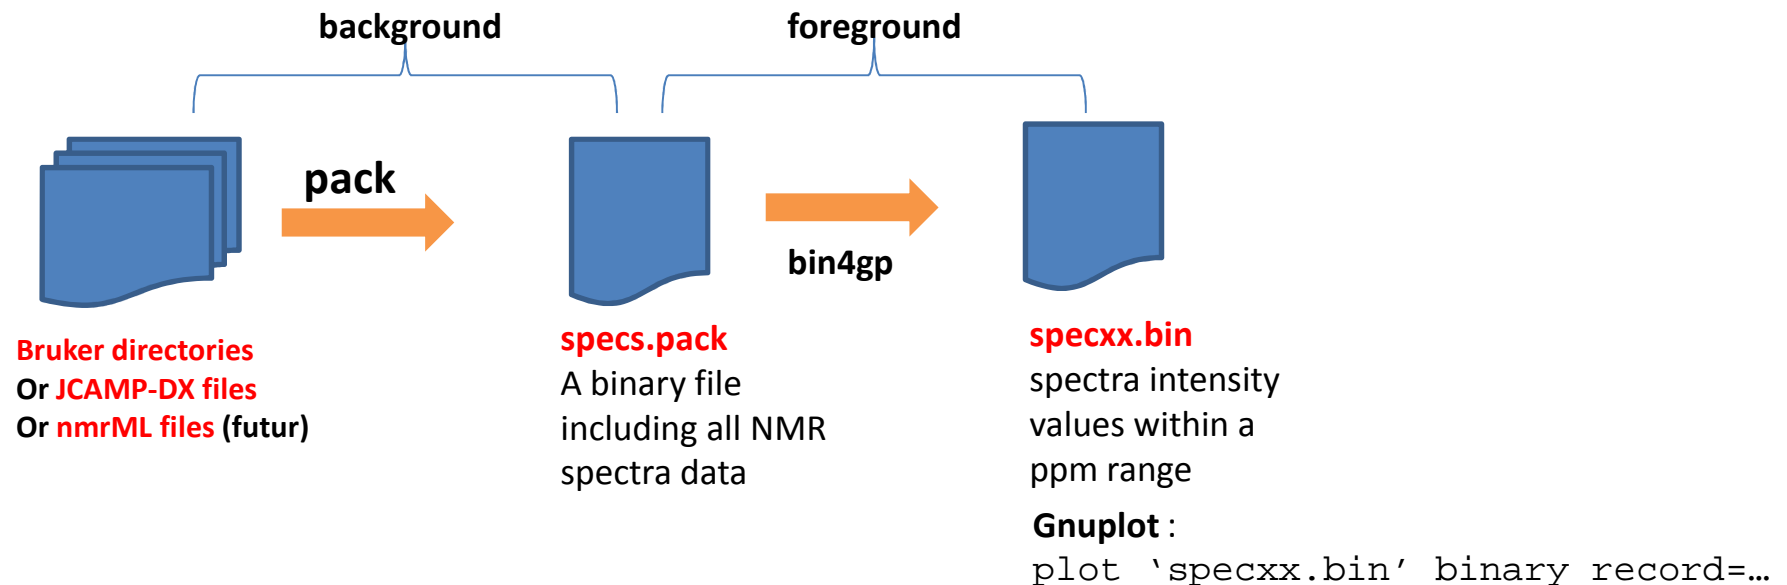 background
foreground
pack
bin4gp
Bruker directories
Or JCAMP-DX files
Or nmrML files (futur)
specs.pack
A binary file
including all NMR
spectra data
specxx.bin
spectra intensity
values within a
ppm range
Gnuplot :
plot ‘specxx.bin’ binary record=…